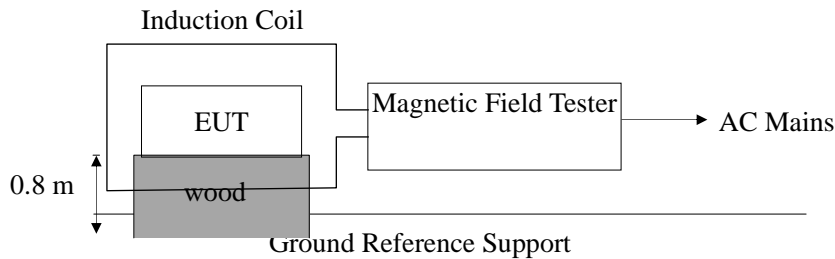 Induction Coil
EUT
Magnetic Field Tester
AC Mains
0.8 m
wood
Ground Reference Support